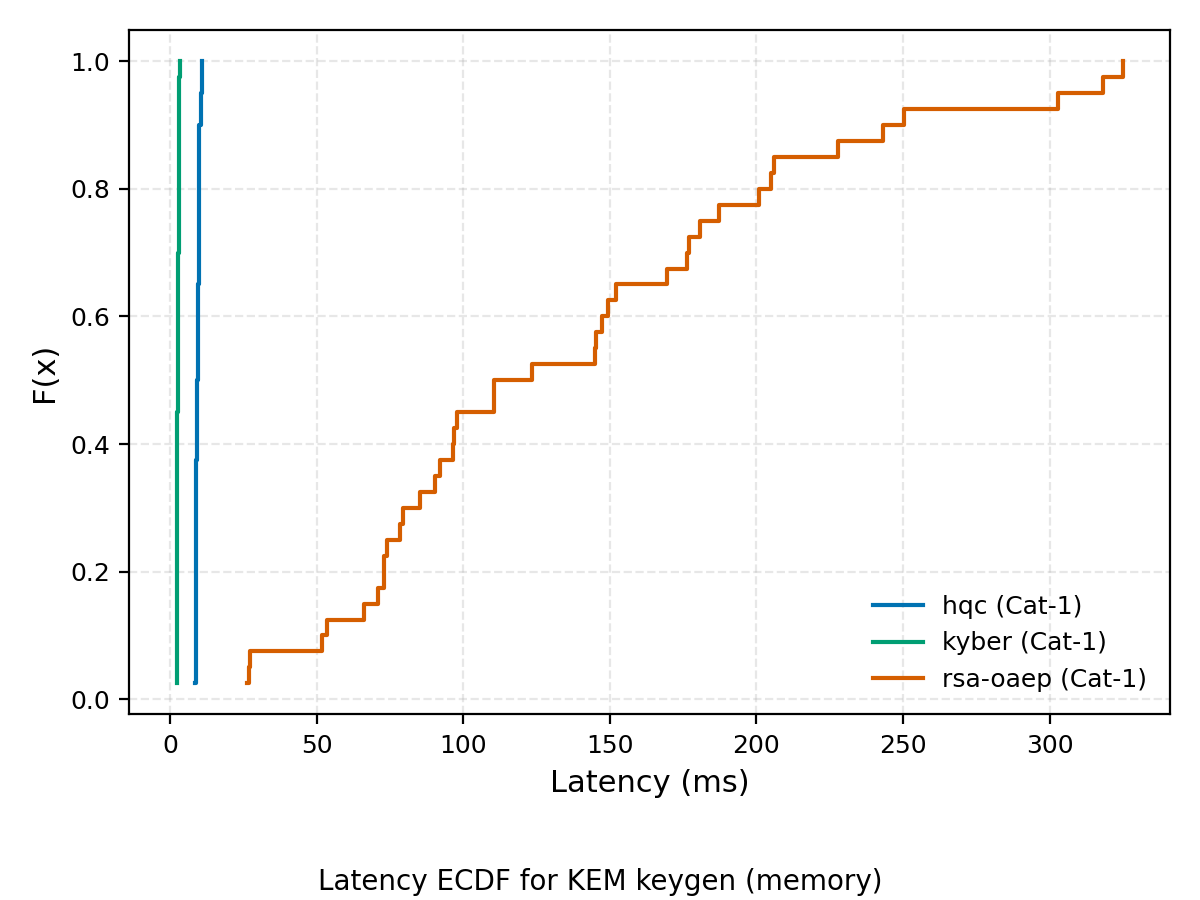 1.0
0.8
0.6
0.4
0.2
0.0
F(x)
hqc (Cat-1)
kyber (Cat-1)
rsa-oaep (Cat-1)
0 50 100 150 200 250 300
Latency (ms)
Latency ECDF for KEM keygen (memory)